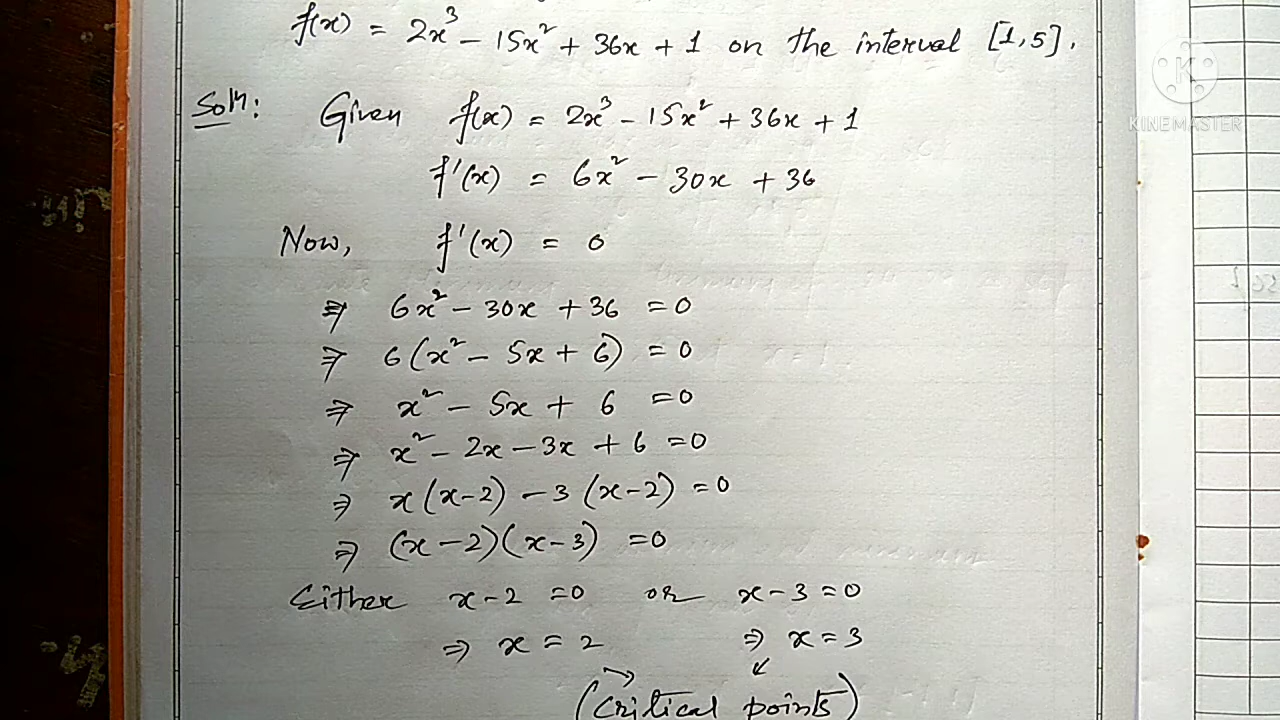 f(x) = 2x³ - 15x² + 36x + 1 on the interval [1,5].
KINEMASTER
Solⁿ: Given f(x) = 2x³ - 15x² + 36x + 1
f'(x) = 6x² - 30x + 36
Now, f'(x) = 0
⇒ 6x² - 30x + 36 = 0
⇒ 6(x² - 5x + 6) = 0
⇒ x² - 5x + 6 = 0
⇒ x² - 2x - 3x + 6 = 0
⇒ x(x-2) - 3(x-2) = 0
⇒ (x-2)(x-3) = 0
Either x-2 = 0 or x-3 = 0
⇒ x = 2 ⇒ x = 3
(Critical points)